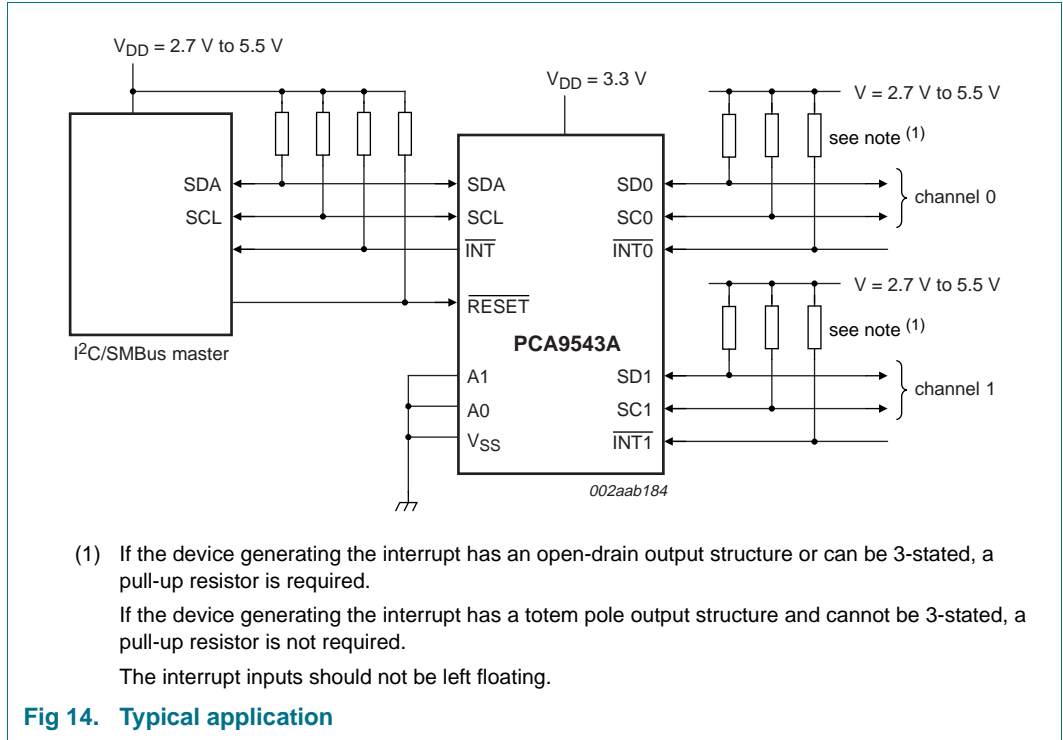 VDD = 2.7 V to 5.5 V
VDD = 3.3 V
V = 2.7 V to 5.5 V
see note (1)
SDA
SCL
SDA
SCL
INT
RESET
SD0
SC0
INT0
channel 0
V = 2.7 V to 5.5 V
see note (1)
I2C/SMBus master
PCA9543A
A1
A0
VSS
SD1
SC1
INT1
channel 1
002aab184
(1) If the device generating the interrupt has an open-drain output structure or can be 3-stated, a
pull-up resistor is required.
If the device generating the interrupt has a totem pole output structure and cannot be 3-stated, a
pull-up resistor is not required.
The interrupt inputs should not be left floating.
Fig 14. Typical application